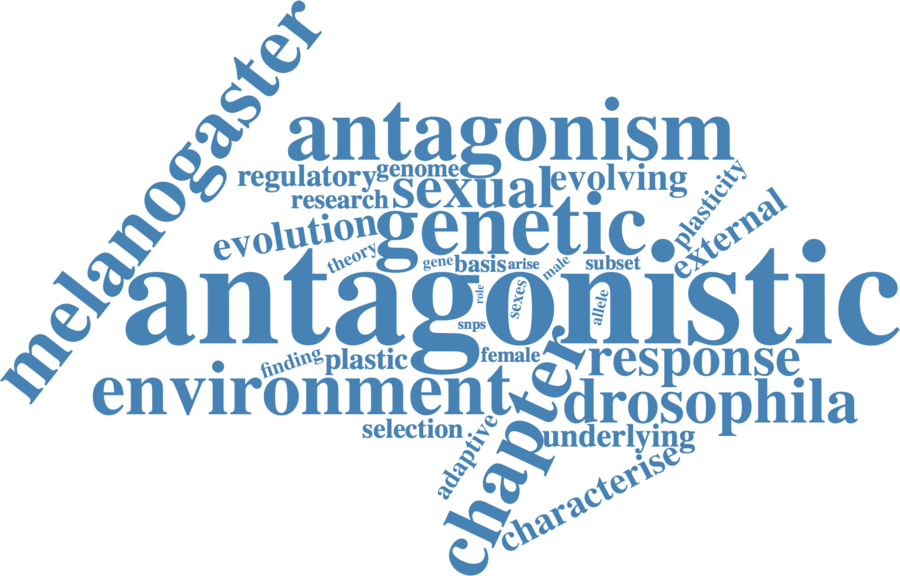 melanogaster
antagonism
regulatory
genome
research
sexual
evolving
plasticity
evolution
genetic
external
theory
gene
basis
arise
male
subset
antagonistic
role
sexes
allele
snps
finding
plastic
female
response
environment
chapter
drosophila
selection
adaptive
underlying
characterise